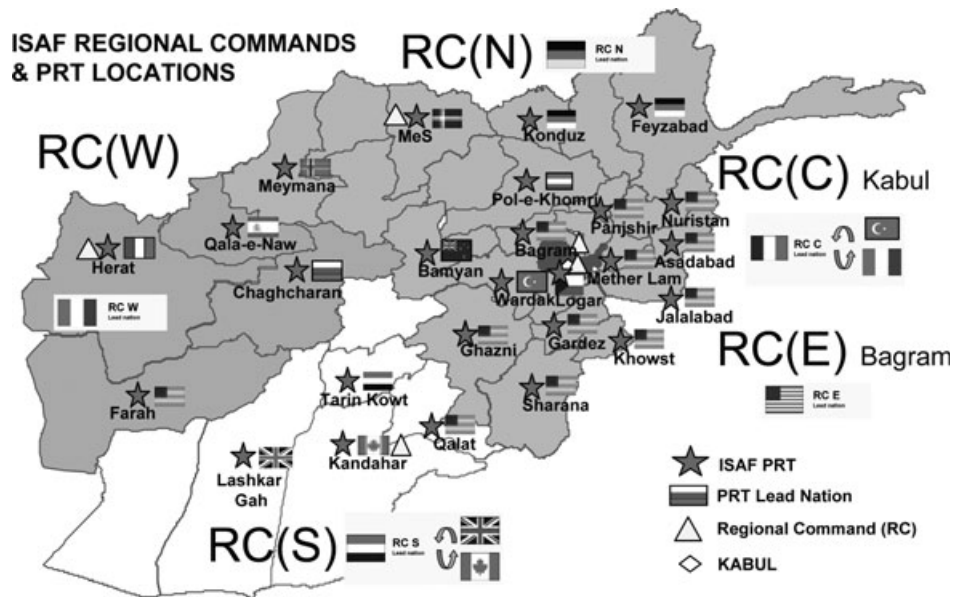 ISAF REGIONAL COMMANDS
& PRT LOCATIONS
RC(N)
RC N
Lead nation
MeS
Konduz
Feyzabad
RC(W)
Meymana
Pol-e-Khomri
RC(C) Kabul
Panjshir
Nuristan
Qala-e-Naw
Herat
Bagram
Bamyan
Asadabad
RC C
Lead nation
Chaghcharan
Mether Lam
Wardak
Logar
Jalalabad
RC W
Lead nation
Ghazni
Gardez
Khowst
RC(E) Bagram
RC E
Lead nation
Farah
Tarin Kowt
Sharana
Qalat
Kandahar
Lashkar
Gah
RC(S)
RC S
Lead nation
ISAF PRT
PRT Lead Nation
Regional Command (RC)
KABUL